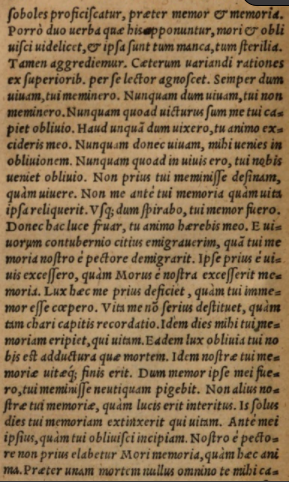 soboles proficiscatur, præter memor & memoria.
Porrò duo uerba quæ his apponuntur, mori & obli
uisci uidelicet, & ipsa sunt tum manca, tum sterilia.
Tamen aggrediemur. Cæterum uariandi rationes
ex superiorib. per se lector agnoscet. Semper dum
uiuam, tui meminero. Nunquam dum uiuam, tui non
meminero. Nunquam quoad uicturus sum me tui ca=
piet obliuio. Haud unquã dum uixero, tu animo ex=
cideris meo. Nunquam donec uiuam, mihi uenies in
obliuionem. Nunquam quoad in uiuis ero, tui nobis
ueniet obliuio. Non prius tui meminisse desinam,
quàm uiuere. Non me ante tui memoria quàm uita
ipsa reliquerit. Vsq; dum spirabo, tui memor fuero.
Donec hac luce fruar, tu animo hærebis meo. E ui=
uorum contubernio citius emigrauerim, quã tui me=
moria nostro è pectore demigrarit. Ipse prius è ui=
uis excessero, quàm Morus è nostra excesserit me=
moria. Lux hæc me prius deficiet, quàm tui imme=
mor esse cœpero. Vita me nõ serius destituet, quàm
tam chari capitis recordatio. Idem dies mihi tui me=
moriam eripiet, qui uitam. Eadem lux obliuia tui no
bis est adductura quæ mortem. Idem nostræ tui me=
moriæ uitæq; finis erit. Dum memor ipse mei fue=
ro, tui meminisse neutiquam pigebit. Non alius no=
stræ tui memoriæ, quàm lucis erit interitus. Is solus
dies tui memoriam extinxerit qui uitam. Ante mei
ipsius, quàm tui obliuisci incipiam. Nostro è pecto=
re non prius elabetur Mori memoria, quàm hæc ani
ma. Præter unam mortem nullus omnino te mihi ca=